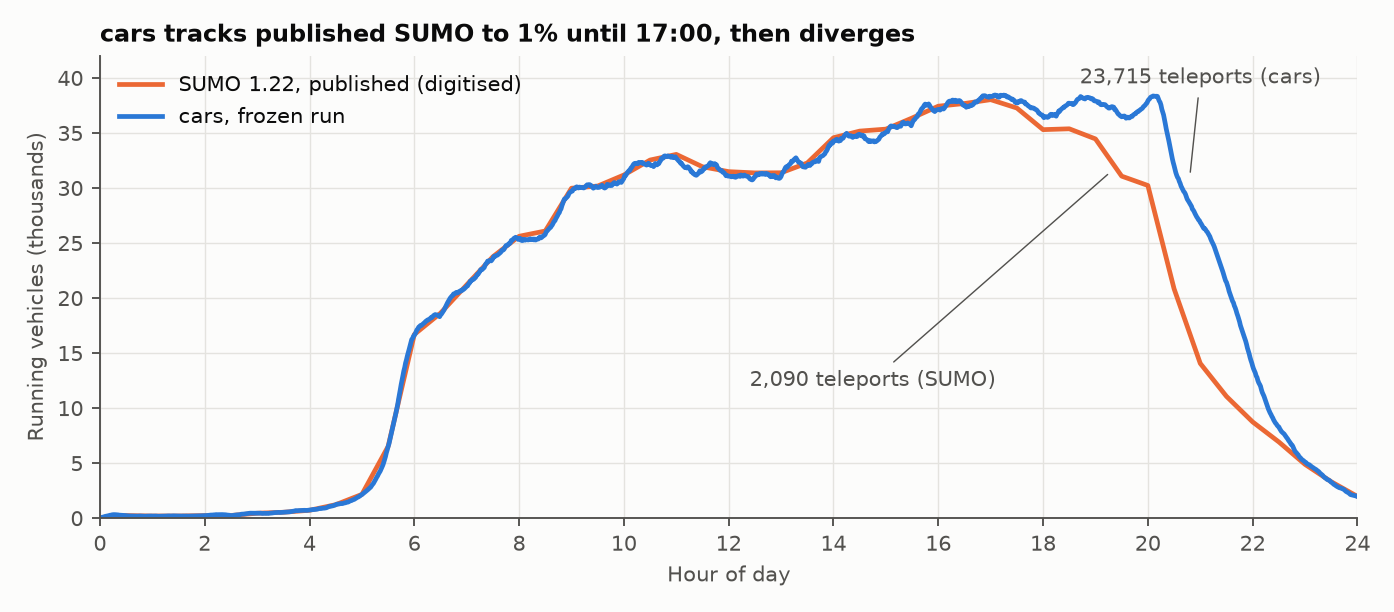 cars tracks published SUMO to 1% until 17:00, then diverges
SUMO 1.22, published (digitised)
cars, frozen run
23,715 teleports (cars)
2,090 teleports (SUMO)
Running vehicles (thousands)
40
35
30
25
20
15
10
5
0
0 2 4 6 8 10 12 14 16 18 20 22 24
Hour of day